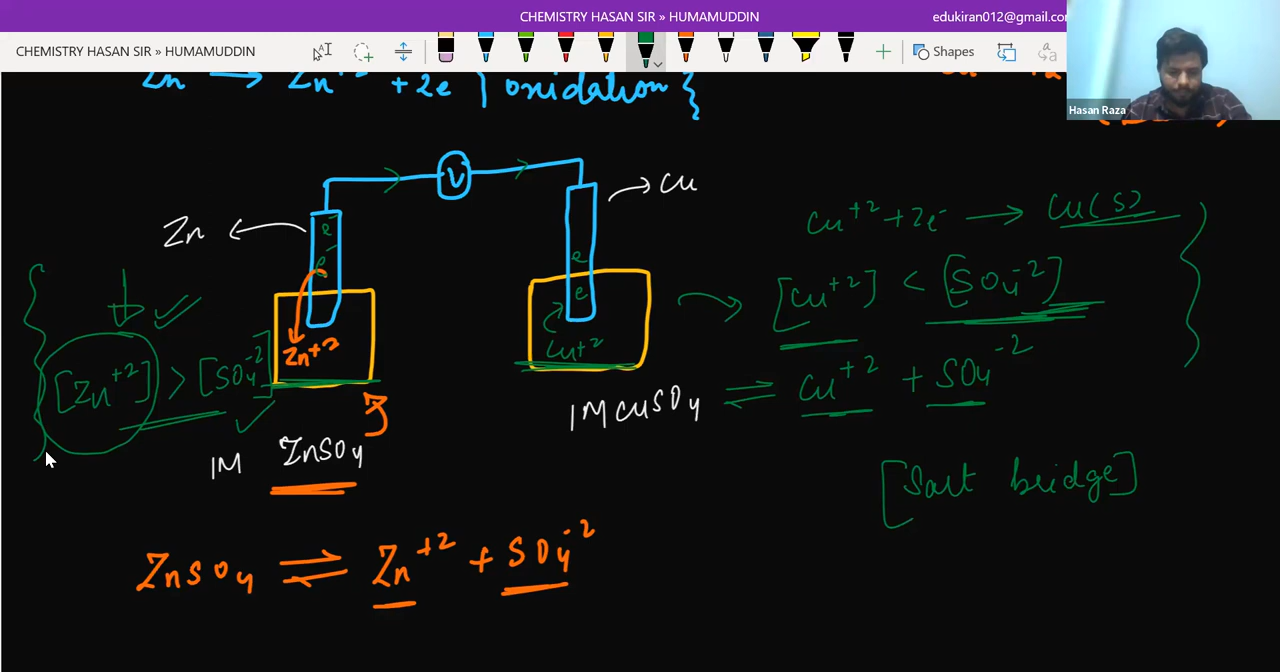 CHEMISTRY HASAN SIR » HUMAMUDDIN
edukiran012@gmail.co
CHEMISTRY HASAN SIR » HUMAMUDDIN
Shapes
Hasan Raza
Zn → Zn+2 + 2e { oxidation }
V
Zn
Cu
e-
e-
e
e
Zn+2
Cu+2
Cu+2 + 2e- → Cu(s)
[Cu+2] < [SO4-2]
[Zn+2] > [SO4-2]
1M CuSO4 ⇌ Cu+2 + SO4-2
1M ZnSO4
[Salt bridge]
ZnSO4 ⇌ Zn+2 + SO4-2